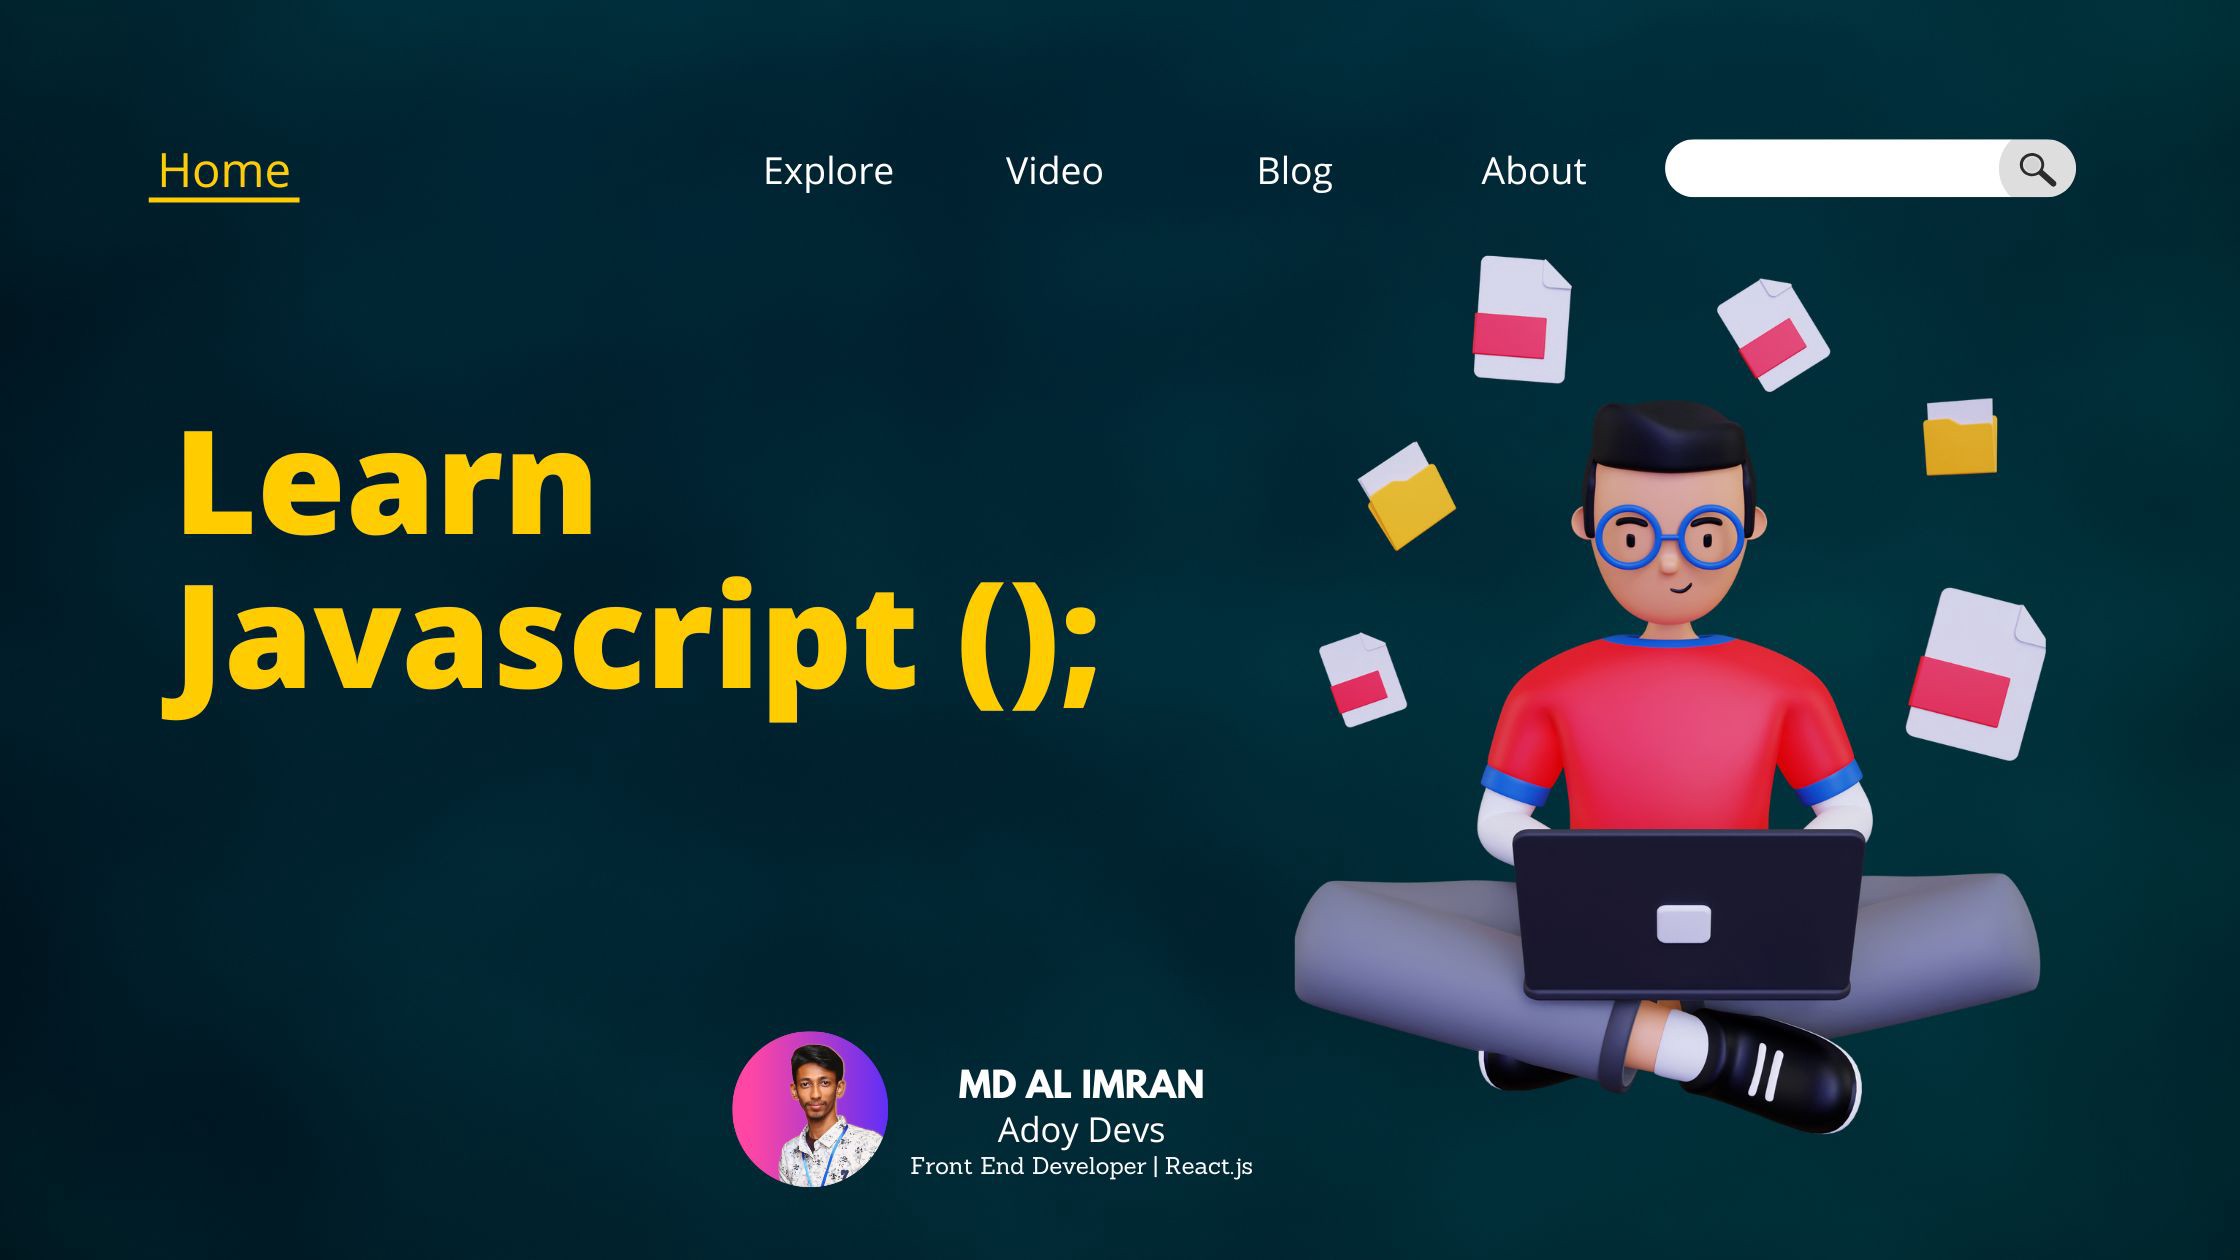 Home
Explore
Video
Blog
About
Learn
Javascript ();
MD AL IMRAN
Adoy Devs
Front End Developer | React.js